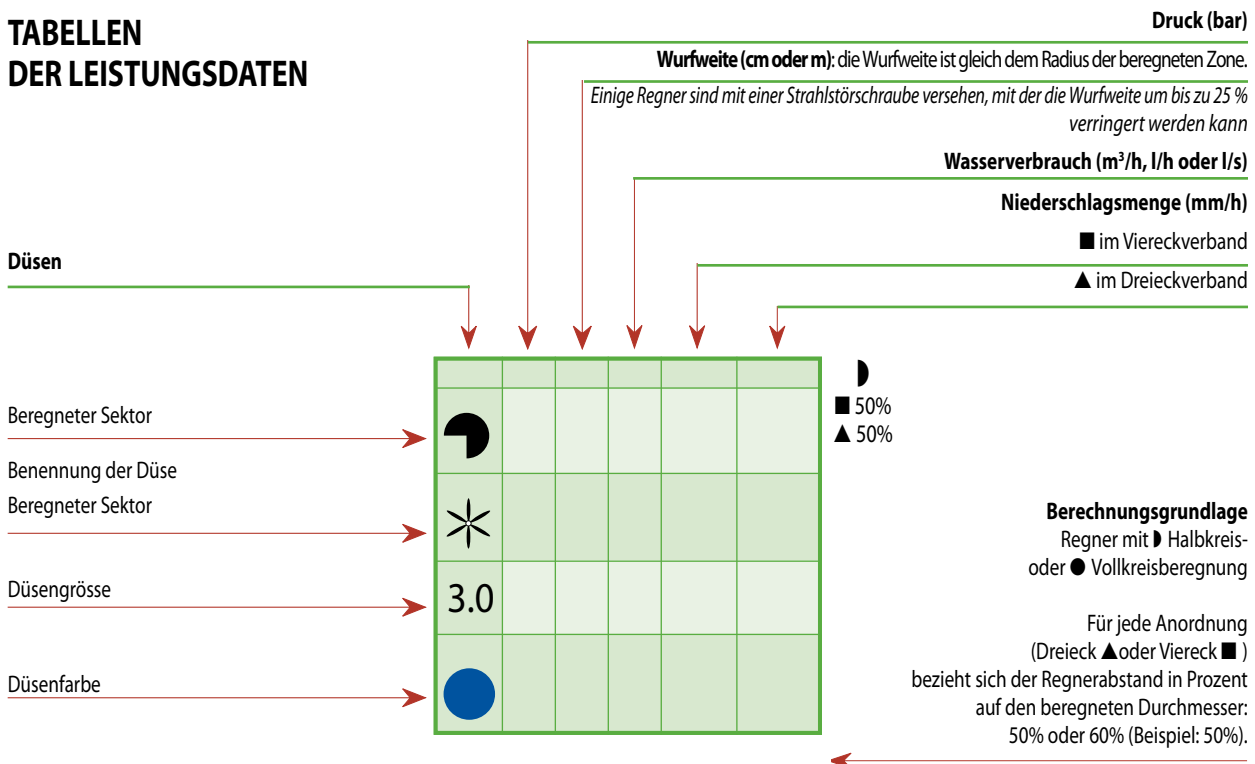 TABELLEN
DER LEISTUNGSDATEN
Druck (bar)
Wurfweite (cm oder m): die Wurfweite ist gleich dem Radius der beregneten Zone.
Einige Regner sind mit einer Strahlstörschraube versehen, mit der die Wurfweite um bis zu 25 %
verringert werden kann
Wasserverbrauch (m³/h, l/h oder l/s)
Niederschlagsmenge (mm/h)
■ im Viereckverband
▲ im Dreieckverband
Düsen
Beregneter Sektor
Benennung der Düse
Beregneter Sektor
Düsengrösse
Düsenfarbe
3.0
◗
■ 50%
▲ 50%
Berechnungsgrundlage
Regner mit ◗ Halbkreis-
oder ● Vollkreisberegnung
Für jede Anordnung
(Dreieck ▲oder Viereck ■ )
bezieht sich der Regnerabstand in Prozent
auf den beregneten Durchmesser:
50% oder 60% (Beispiel: 50%).